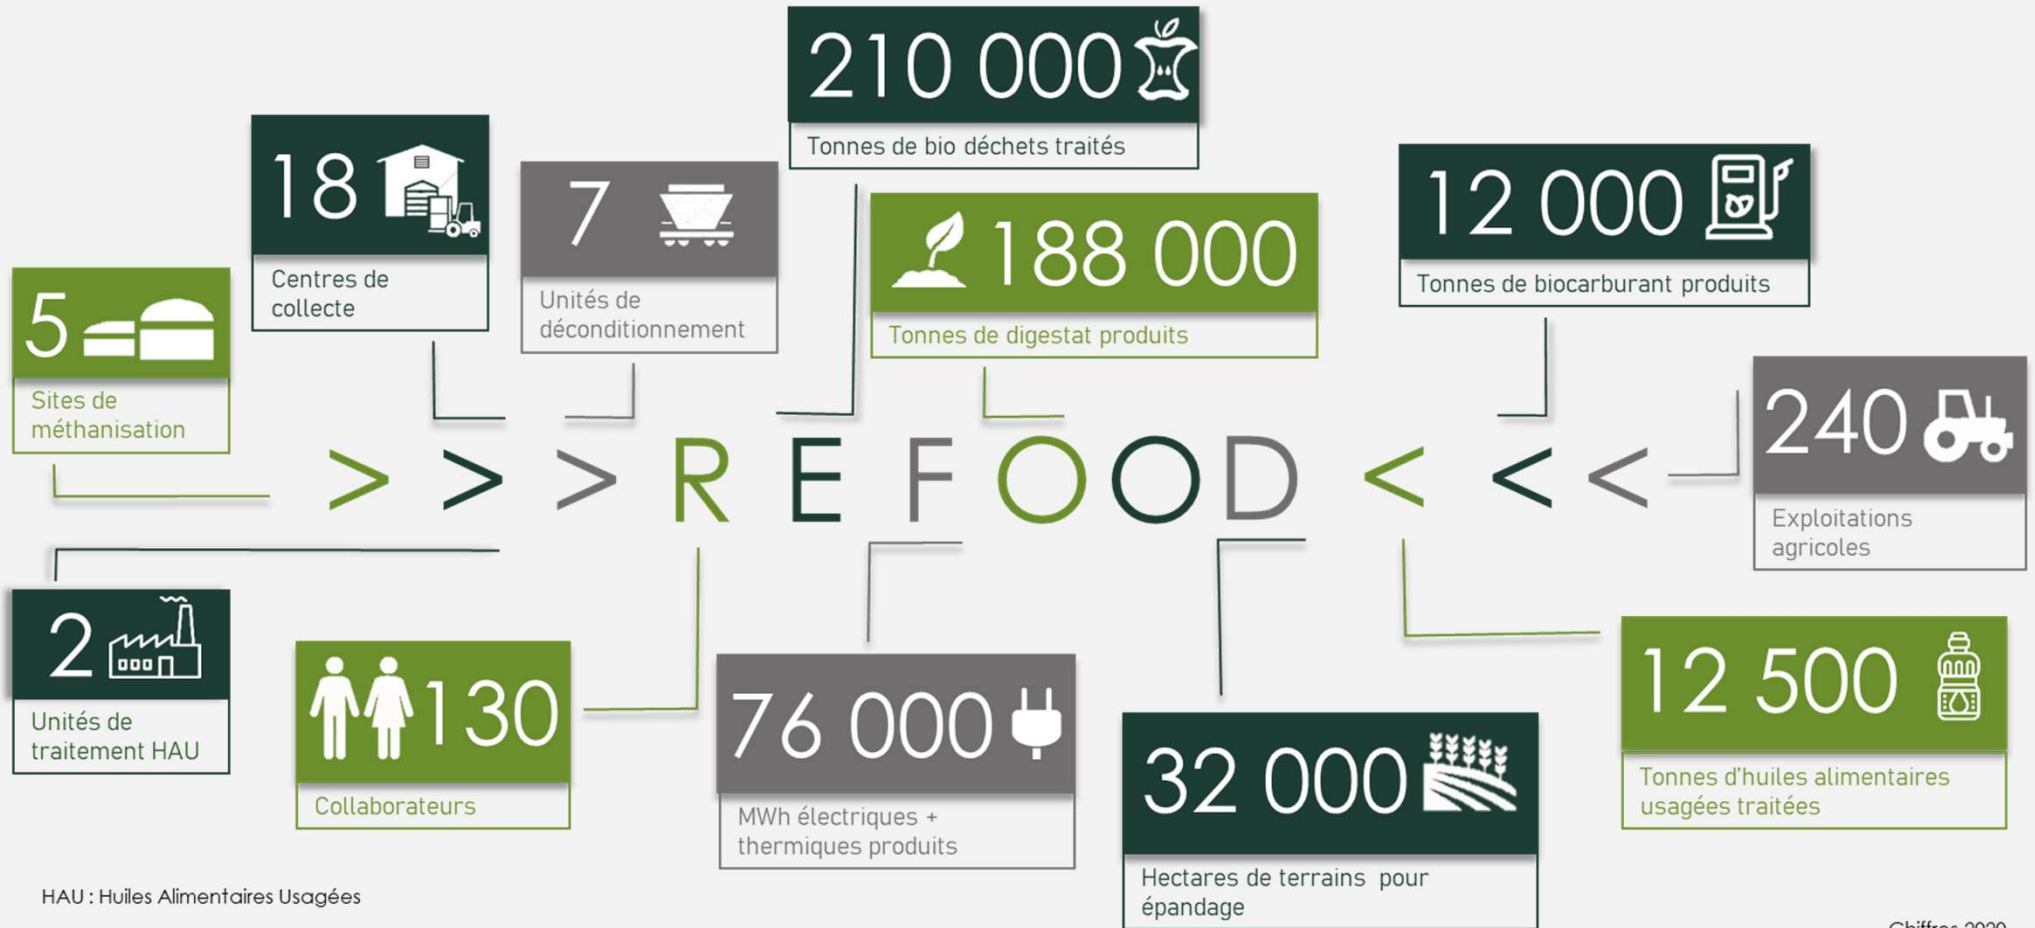 210 000
Tonnes de bio déchets traités
18
Centres de
collecte
7
Unités de
déconditionnement
188 000
Tonnes de digestat produits
12 000
Tonnes de biocarburant produits
5
Sites de
méthanisation
240
Exploitations
agricoles
> > > R E F O O D < < <
2
Unités de
traitement HAU
130
Collaborateurs
76 000
MWh électriques +
thermiques produits
32 000
Hectares de terrains pour
épandage
12 500
Tonnes d'huiles alimentaires
usagées traitées
HAU : Huiles Alimentaires Usagées
Chiffres 2020